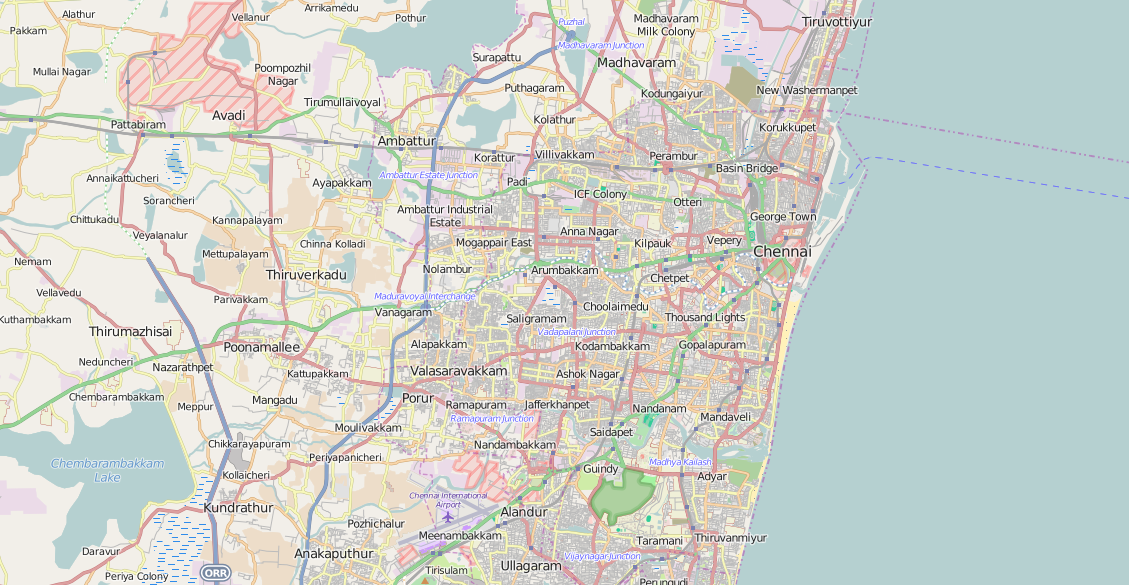 Alathur
Arrikamedu
Vellanur
Pothur
Puzhal
Madhavaram
Milk Colony
Tiruvottiyur
Pakkam
Madhavaram Junction
Surapattu
Madhavaram
Mullai Nagar
Poompozhil
Nagar
Puthagaram
Kodungaiyur
New Washermanpet
Tirumullaivoyal
Avadi
Kolathur
Pattabiram
Korukkupet
Ambattur
Korattur
Villivakkam
Perambur
Basin Bridge
Annaikattucheri
Ambattur Estate Junction
Ayapakkam
Padi
ICF Colony
Sorancheri
Otteri
Chittukadu
Kannapalayam
Ambattur Industrial
Estate
George Town
Veyalanalur
Anna Nagar
Chinna Kolladi
Mogappair East
Kilpauk
Vepery
Mettupalayam
Chennai
Nemam
Thiruverkadu
Nolambur
Arumbakkam
Chetpet
Vellavedu
Parivakkam
Maduravoyal Interchange
Choolaimedu
Vanagaram
Kuthambakkam
Saligramam
Thousand Lights
Thirumazhisai
Vadapalani Junction
Poonamallee
Alapakkam
Kodambakkam
Gopalapuram
Neduncheri
Nazarathpet
Kattupakkam
Valasaravakkam
Ashok Nagar
Chembarambakkam
Mangadu
Porur
Meppur
Ramapuram
Jafferkhanpet
Nandanam
Mandaveli
Ramapuram Junction
Moulivakkam
Saidapet
Chikkarayapuram
Nandambakkam
Periyapanicheri
Chembarambakkam
Lake
Madhya Kailash
Kollaicheri
Guindy
Adyar
Chennai International
Airport
Kundrathur
Alandur
Pozhichalur
Meenambakkam
Taramani
Thiruvanmiyur
Daravur
Anakaputhur
Vijaynagar Junction
Periya Colony
ORR
Tirisulam
Ullagaram
Perungudi